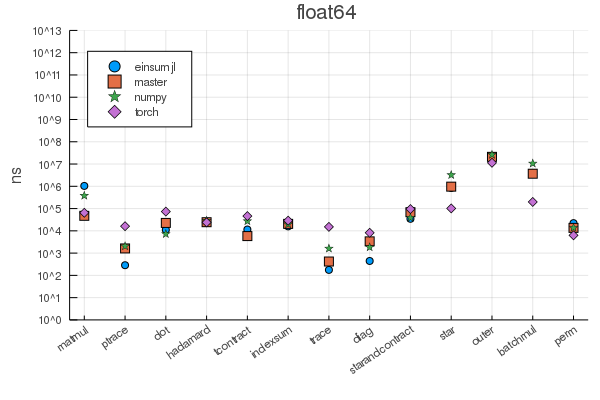 float64
10^13
10^12
10^11
10^10
10^9
10^8
10^7
10^6
10^5
10^4
10^3
10^2
10^1
10^0
ns
einsumjl
master
numpy
torch
matmul
ptrace
dot
hadamard
tcontract
indexsum
trace
diag
starandcontract
star
outer
batchmul
perm